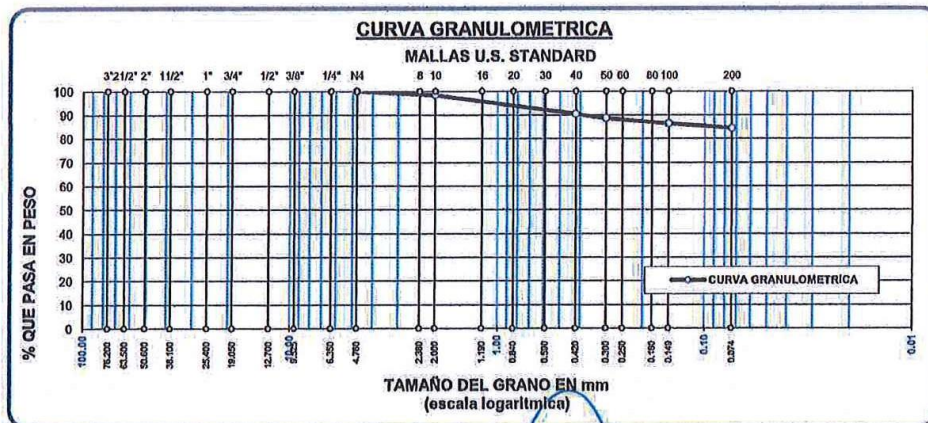 CURVA GRANULOMETRICA
MALLAS U.S. STANDARD
3" 2 1/2" 2" 1 1/2" 1" 3/4" 1/2" 3/8" 1/4" N4 8 10 16 20 30 40 50 60 80 100 200
% QUE PASA EN PESO
100
90
80
70
60
50
40
30
20
10
0
CURVA GRANULOMETRICA
100.00 76.200 63.500 50.600 38.100 25.400 19.050 12.700 4.760 2.380 2.000 1.190 1.00 0.840 0.590 0.420 0.300 0.250 0.180 0.149 0.10 0.074 0.01
TAMAÑO DEL GRANO EN mm
(escala logaritmica)